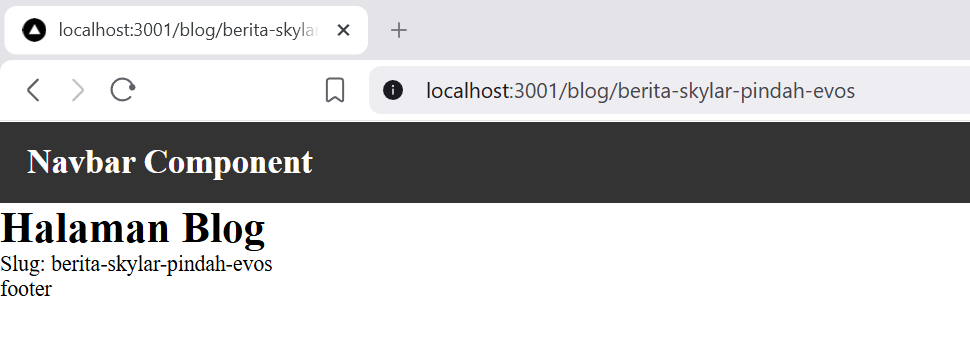 localhost:3001/blog/berita-skyla
localhost:3001/blog/berita-skylar-pindah-evos
Navbar Component
Halaman Blog
Slug: berita-skylar-pindah-evos
footer